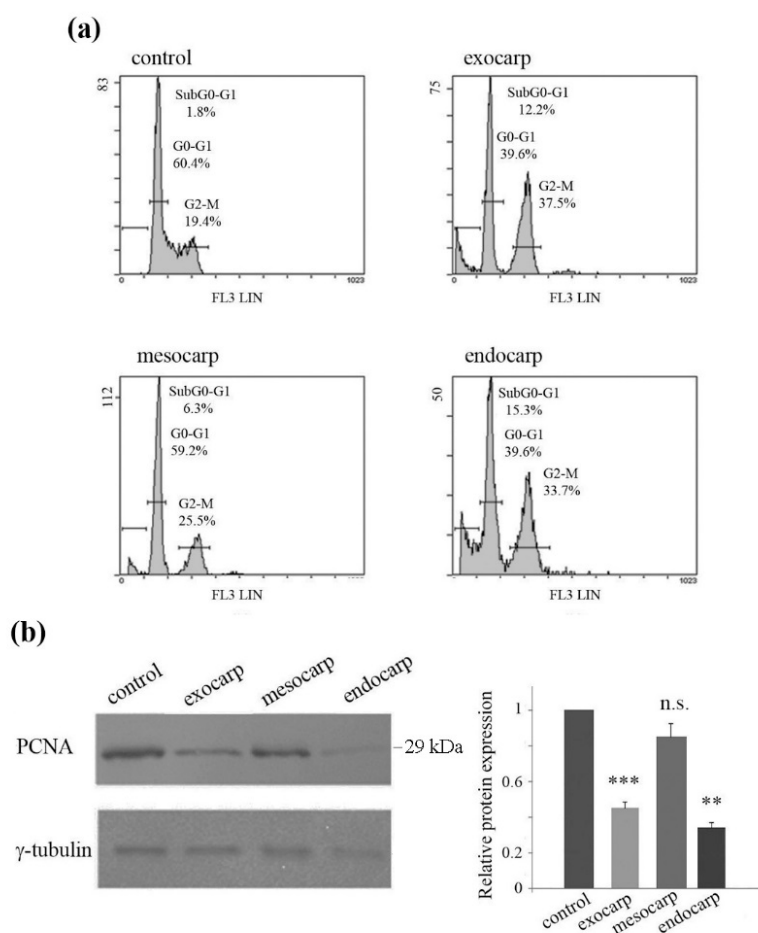 (a)
control
83
SubG0-G1
1.8%
G0-G1
60.4%
G2-M
19.4%
0
1023
FL3 LIN
exocarp
75
SubG0-G1
12.2%
G0-G1
39.6%
G2-M
37.5%
0
1023
FL3 LIN
mesocarp
112
SubG0-G1
6.3%
G0-G1
59.2%
G2-M
25.5%
0
FL3 LIN
endocarp
50
SubG0-G1
15.3%
G0-G1
39.6%
G2-M
33.7%
0
1023
FL3 LIN
(b)
control
exocarp
mesocarp
endocarp
PCNA
–29 kDa
γ-tubulin
Relative protein expression
1
0.6
0.2
0
***
n.s.
**
control
exocarp
mesocarp
endocarp